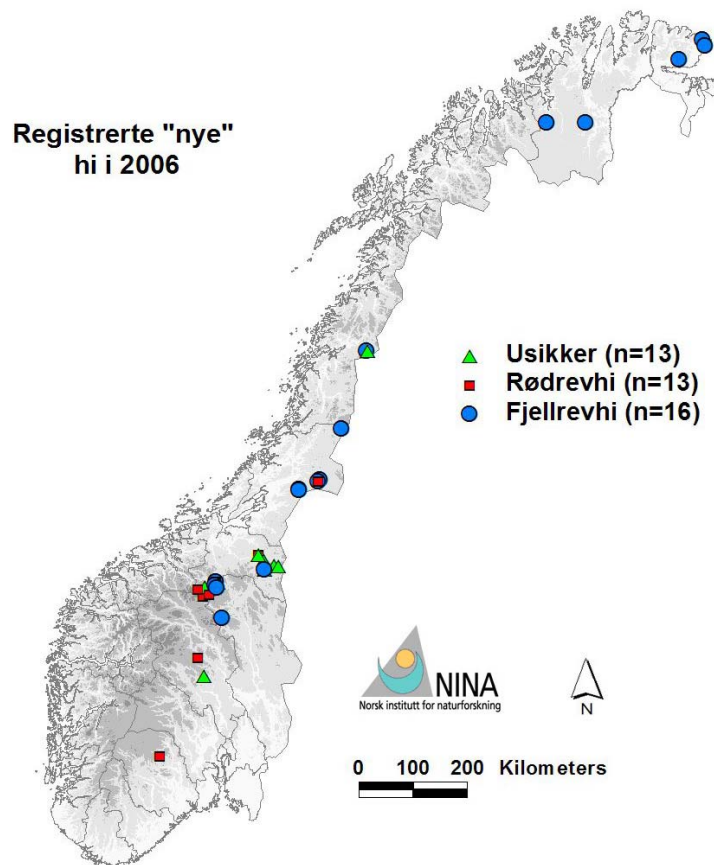 Registrerte "nye"
hi i 2006
Usikker (n=13)
Rødrevhi (n=13)
Fjellrevhi (n=16)
NINA
Norsk institutt for naturforskning
N
0 100 200 Kilometers